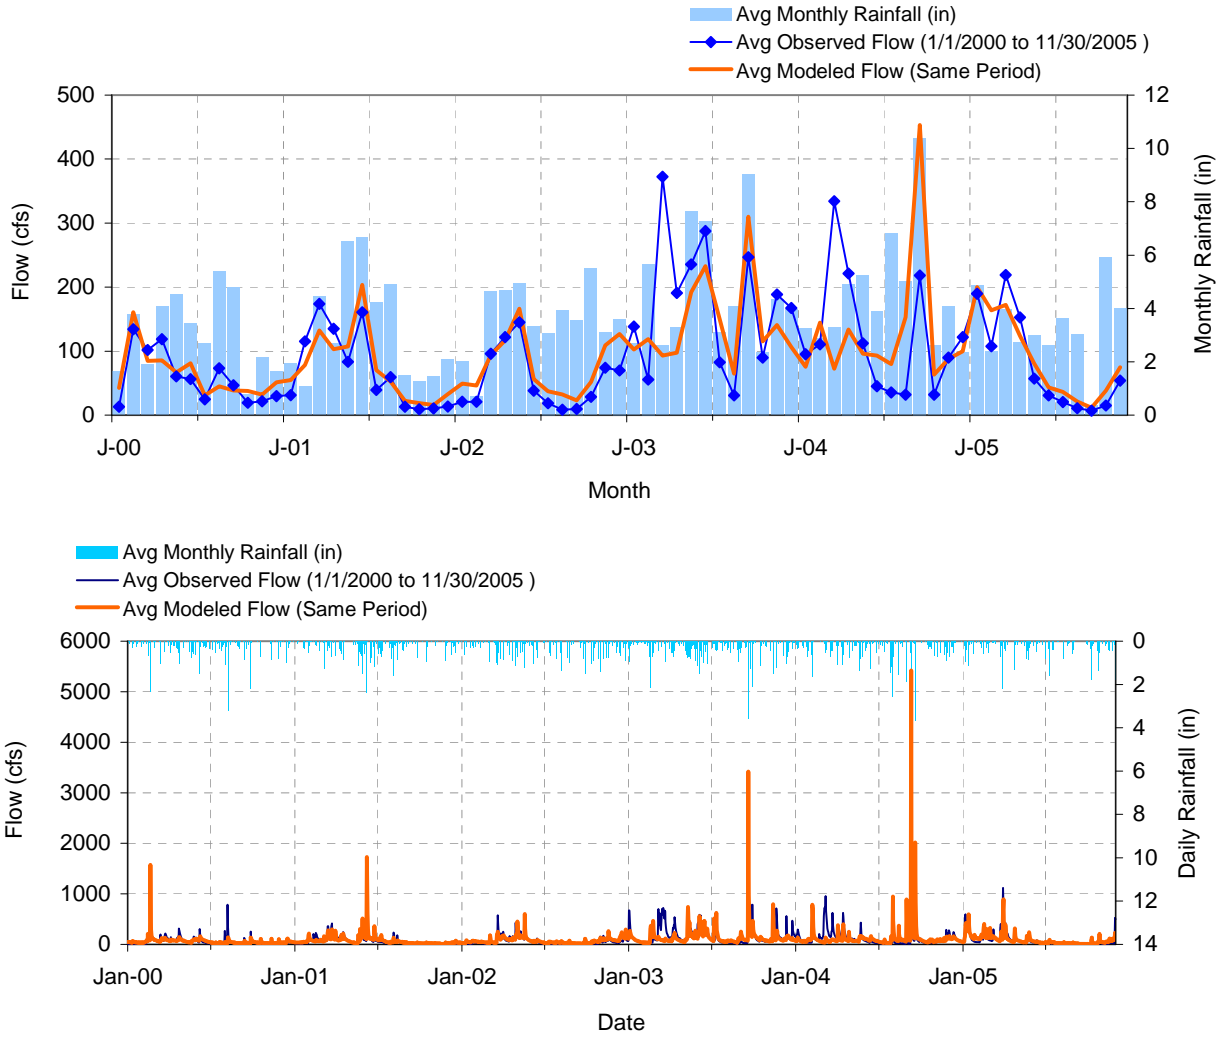 Avg Monthly Rainfall (in)
Avg Observed Flow (1/1/2000 to 11/30/2005 )
Avg Modeled Flow (Same Period)
500
400
300
200
100
0
Flow (cfs)
12
10
8
6
4
2
0
Monthly Rainfall (in)
J-00 J-01 J-02 J-03 J-04 J-05
Month
Avg Monthly Rainfall (in)
Avg Observed Flow (1/1/2000 to 11/30/2005 )
Avg Modeled Flow (Same Period)
6000
5000
4000
3000
2000
1000
0
Flow (cfs)
0
2
4
6
8
10
12
14
Daily Rainfall (in)
Jan-00 Jan-01 Jan-02 Jan-03 Jan-04 Jan-05
Date